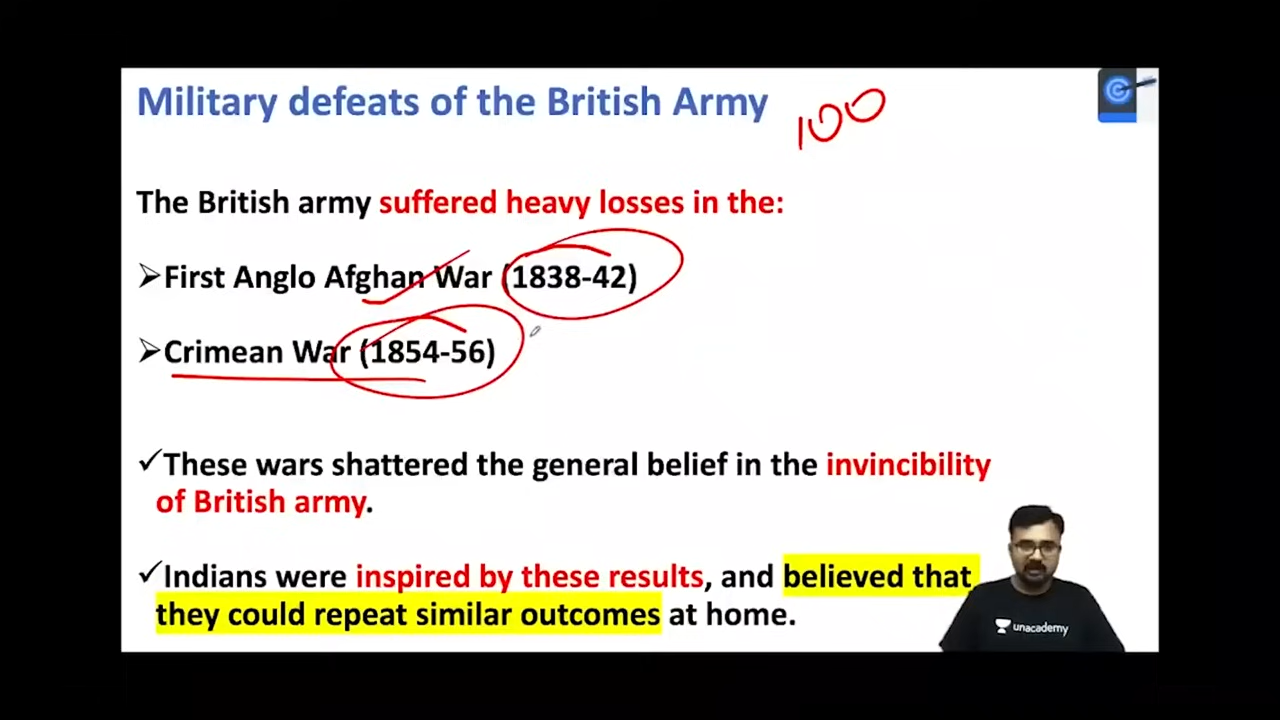 Military defeats of the British Army
100
The British army suffered heavy losses in the:
➢First Anglo Afghan War (1838-42)
➢Crimean War (1854-56)
✓These wars shattered the general belief in the invincibility
of British army.
✓Indians were inspired by these results, and believed that
they could repeat similar outcomes at home.
unacademy